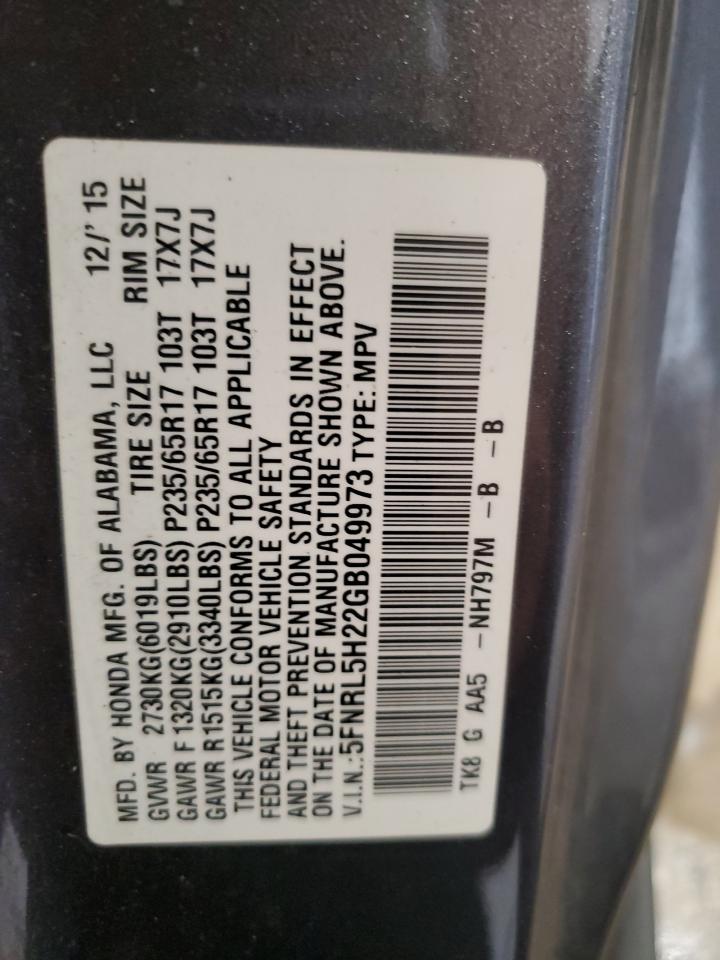 MFD. BY HONDA MFG. OF ALABAMA, LLC 12/' 15
GVWR 2730KG(6019LBS) TIRE SIZE RIM SIZE
GAWR F 1320KG(2910LBS) P235/65R17 103T 17X7J
GAWR R1515KG(3340LBS) P235/65R17 103T 17X7J
THIS VEHICLE CONFORMS TO ALL APPLICABLE
FEDERAL MOTOR VEHICLE SAFETY
AND THEFT PREVENTION STANDARDS IN EFFECT
ON THE DATE OF MANUFACTURE SHOWN ABOVE.
V.I.N.:5FNRL5H22GB049973 TYPE: MPV
TK8 G AA5 -NH797M -B -B